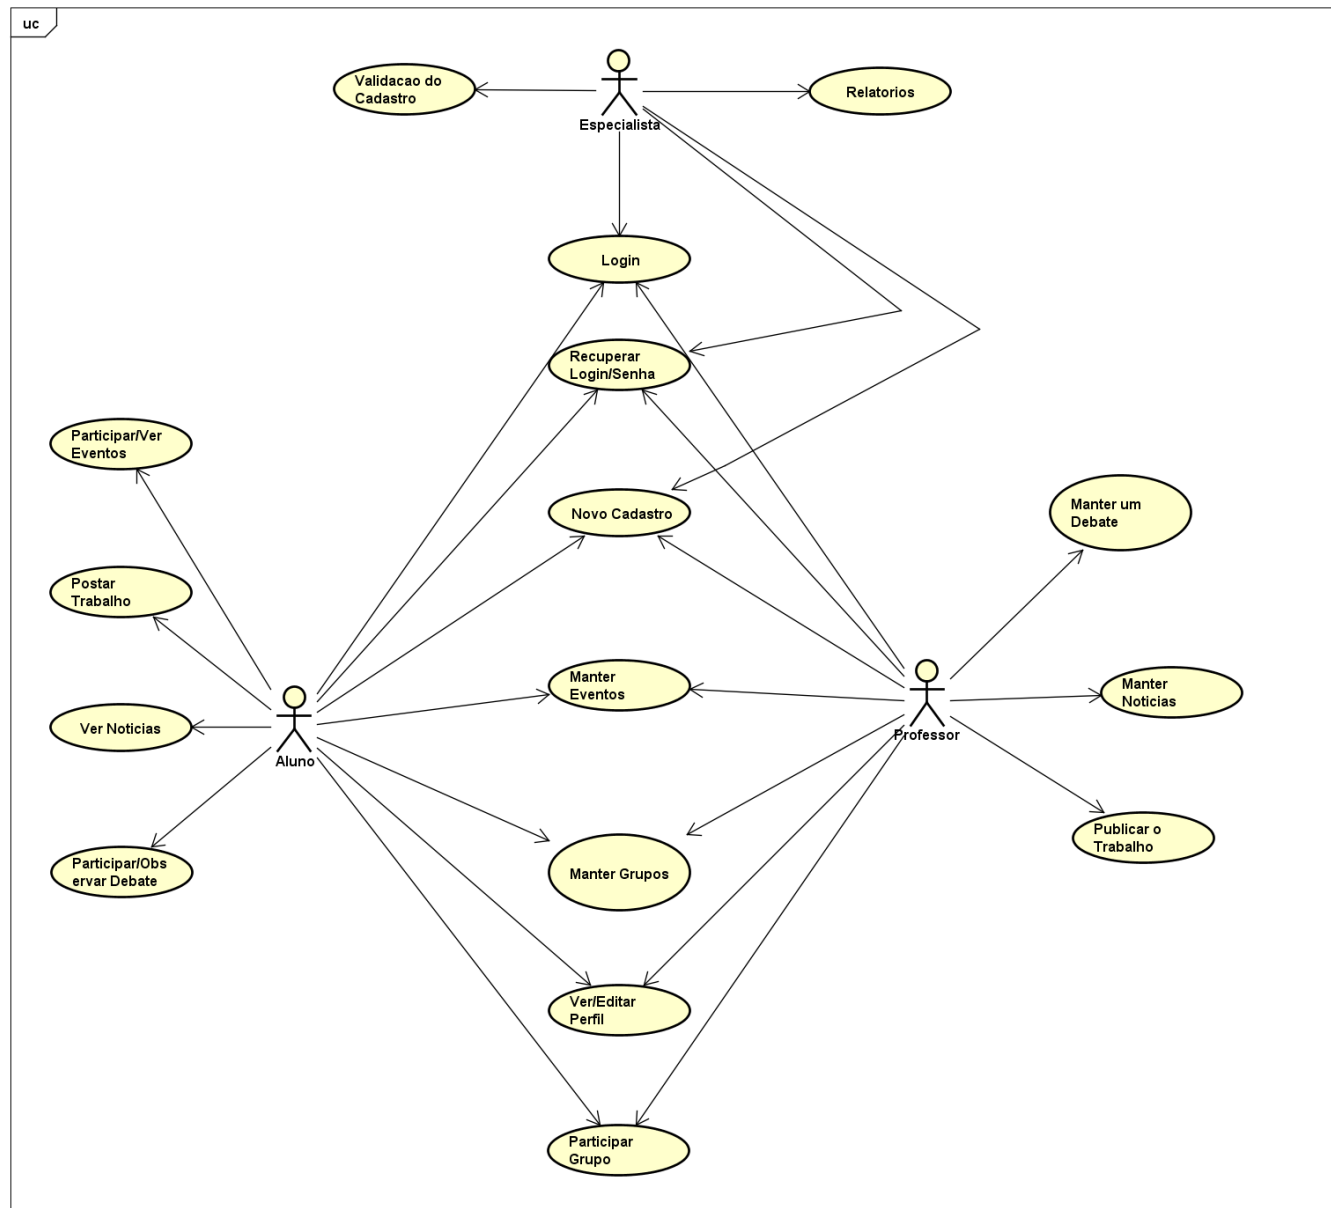 uc
Validacao do
Cadastro
Especialista
Relatorios
Login
Recuperar
Login/Senha
Participar/Ver
Eventos
Novo Cadastro
Manter um
Debate
Postar
Trabalho
Manter
Eventos
Manter
Noticias
Ver Noticias
Aluno
Professor
Publicar o
Trabalho
Participar/Obs
ervar Debate
Manter Grupos
Ver/Editar
Perfil
Participar
Grupo